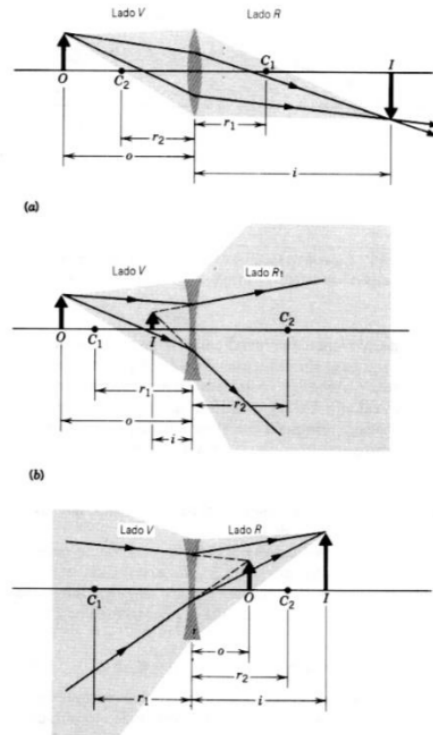 Lado V Lado R
C₁ I
O C₂
r₂ r₁
o i
(a)
Lado V Lado R₁
C₂
O C₁ I
r₁ r₂
o
i
(b)
Lado V Lado R
C₁ O C₂ I
o
r₂
r₁ i